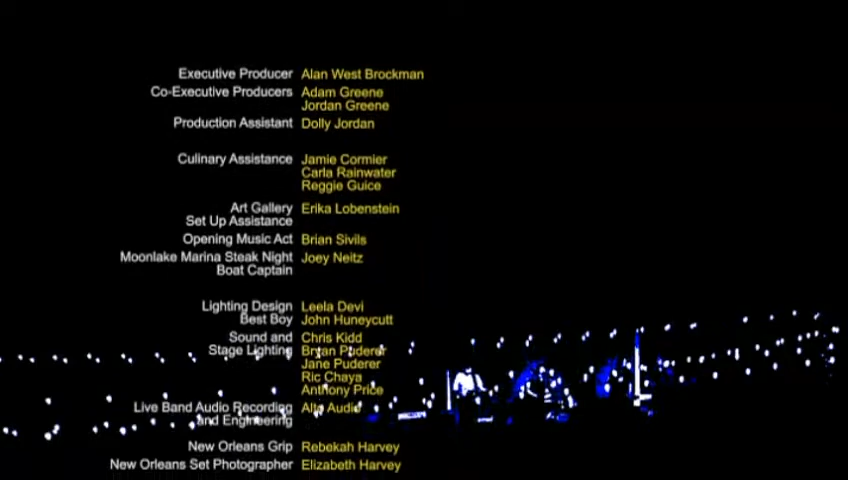 Executive Producer Alan West Brockman
Co-Executive Producers Adam Greene
Jordan Greene
Production Assistant Dolly Jordan
Culinary Assistance Jamie Cormier
Carla Rainwater
Reggie Guice
Art Gallery Erika Lobenstein
Set Up Assistance
Opening Music Act Brian Sivils
Moonlake Marina Steak Night Joey Neitz
Boat Captain
Lighting Design Leela Devi
Best Boy John Huneycutt
Sound and Chris Kidd
Stage Lighting Bryan Puderer
Jane Puderer
Ric Chaya
Anthony Price
Live Band Audio Recording Alto Audio
and Engineering
New Orleans Grip Rebekah Harvey
New Orleans Set Photographer Elizabeth Harvey